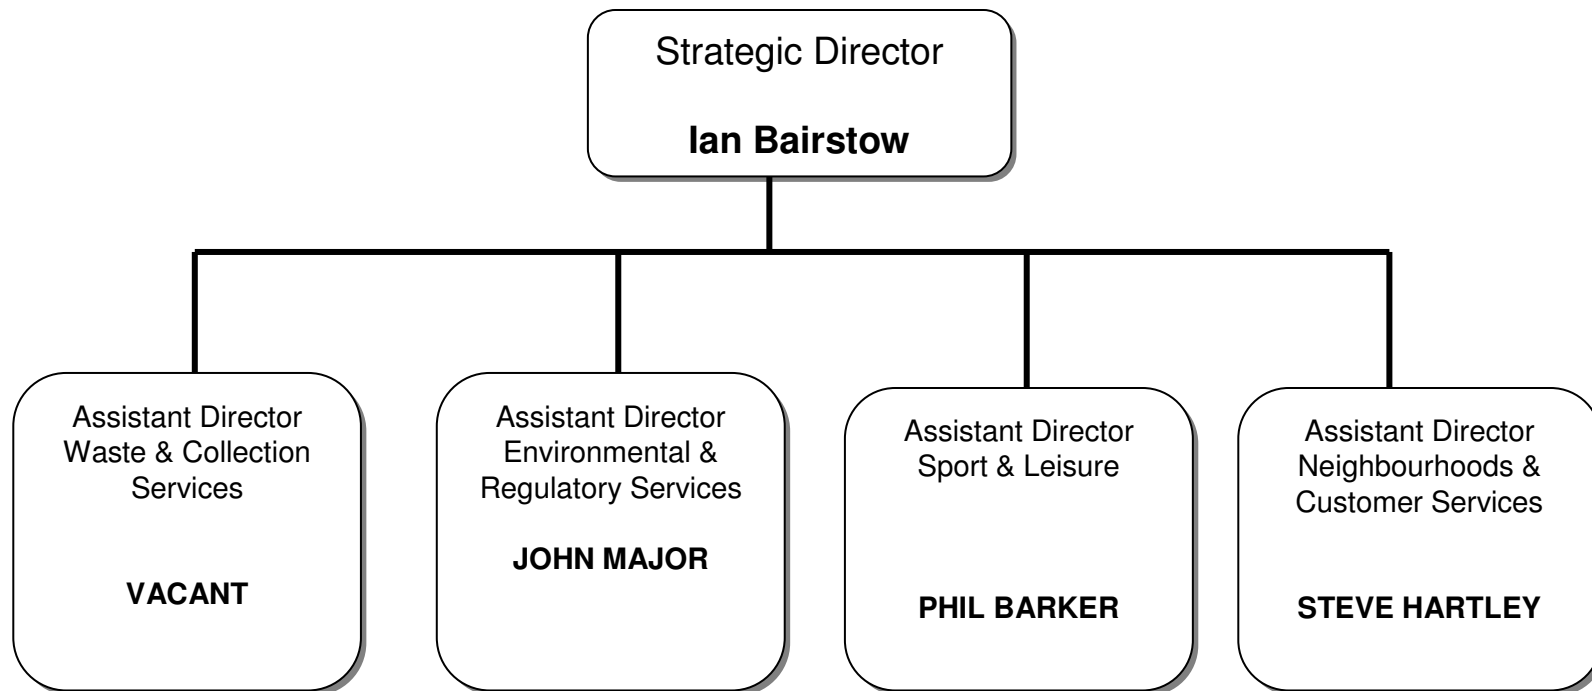 Strategic Director
Ian Bairstow
Assistant Director
Waste & Collection
Services
VACANT
Assistant Director
Environmental &
Regulatory Services
JOHN MAJOR
Assistant Director
Sport & Leisure
PHIL BARKER
Assistant Director
Neighbourhoods &
Customer Services
STEVE HARTLEY